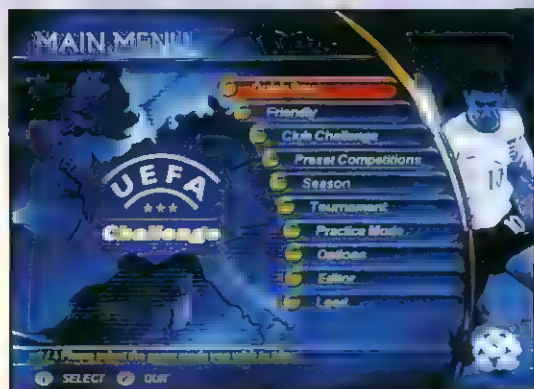 MAIN MENU
Friendly
Club Challenge
Preset Competitions
Season
Tournament
Practice Mode
Options
Editor
Load
UEFA
Challenge
SELECT QUIT